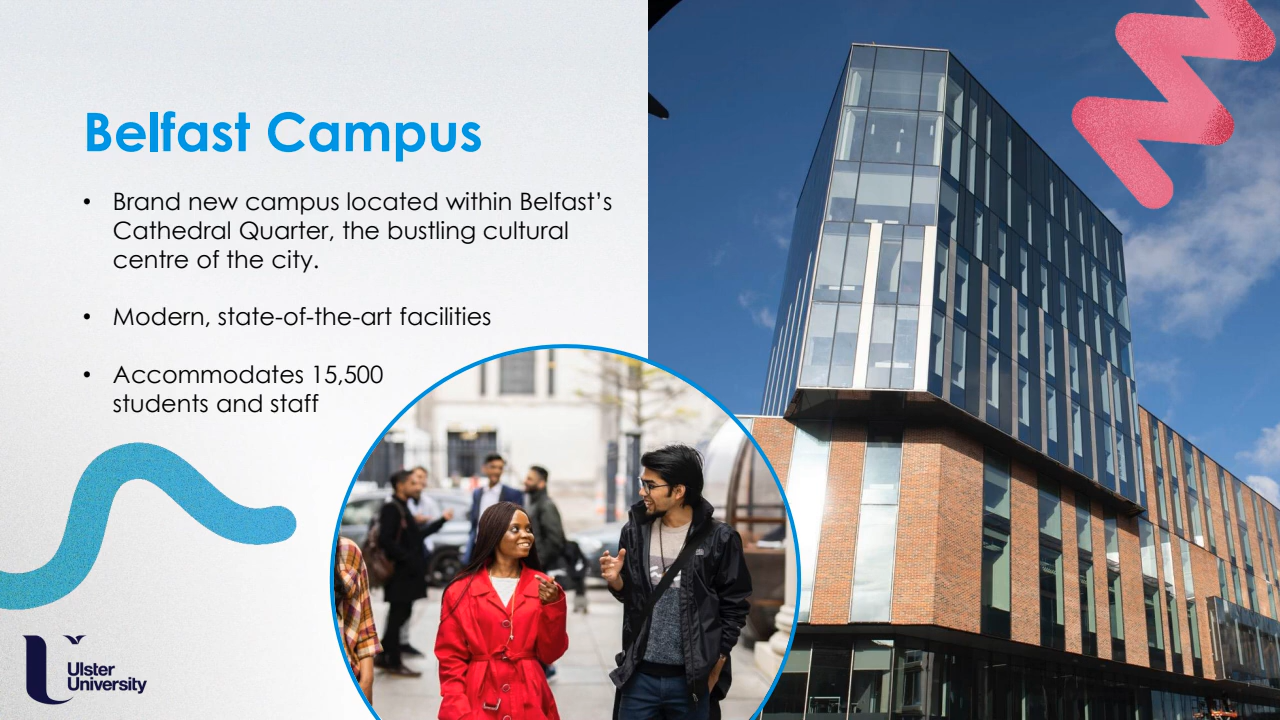 Belfast Campus
• Brand new campus located within Belfast’s
Cathedral Quarter, the bustling cultural
centre of the city.
• Modern, state-of-the-art facilities
• Accommodates 15,500
students and staff
Ulster
University